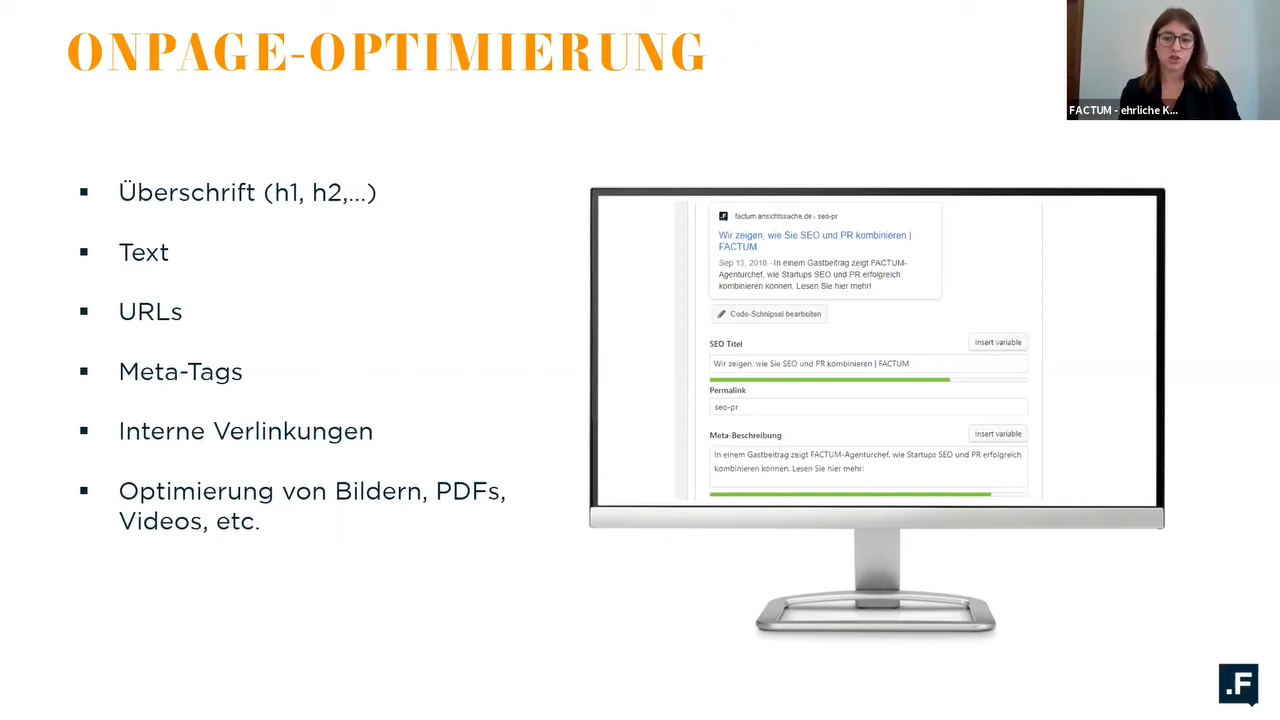 ONPAGE-OPTIMIERUNG
FACTUM - ehrliche K...
▪ Überschrift (h1, h2,...)
▪ Text
▪ URLs
▪ Meta-Tags
▪ Interne Verlinkungen
▪ Optimierung von Bildern, PDFs,
Videos, etc.
.F factum.ansichtssache.de › seo-pr
Wir zeigen, wie Sie SEO und PR kombinieren |
FACTUM
Sep 13, 2018 - In einem Gastbeitrag zeigt FACTUM-
Agenturchef, wie Startups SEO und PR erfolgreich
kombinieren können. Lesen Sie hier mehr!
Code-Schnipsel bearbeiten
SEO Titel
Insert variable
Wir zeigen, wie Sie SEO und PR kombinieren | FACTUM
Permalink
seo-pr
Meta-Beschreibung
Insert variable
In einem Gastbeitrag zeigt FACTUM-Agenturchef, wie Startups SEO und PR erfolgreich
kombinieren können. Lesen Sie hier mehr!
.F